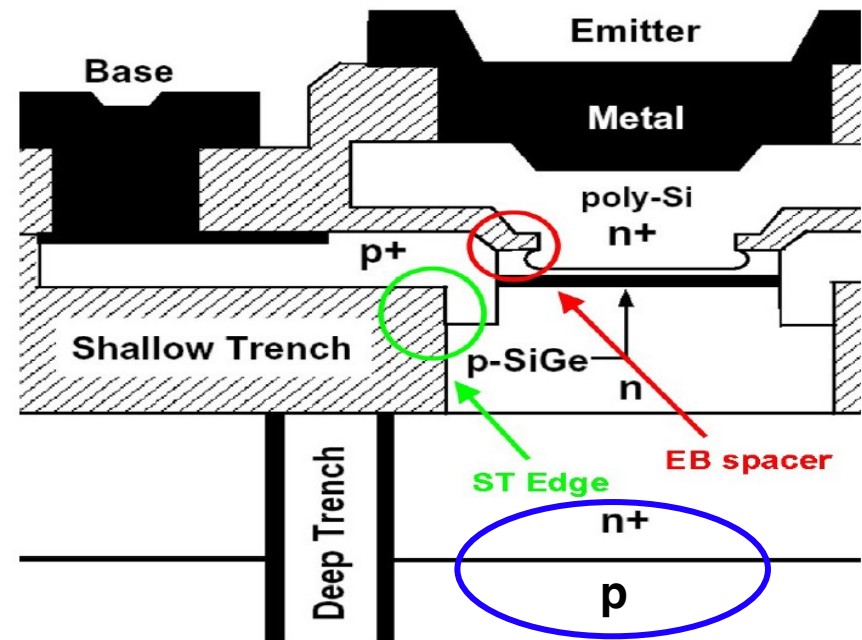 Emitter
Base
Metal
poly-Si
n+
p+
Shallow Trench
p-SiGe
n
EB spacer
ST Edge
Deep Trench
n+
p